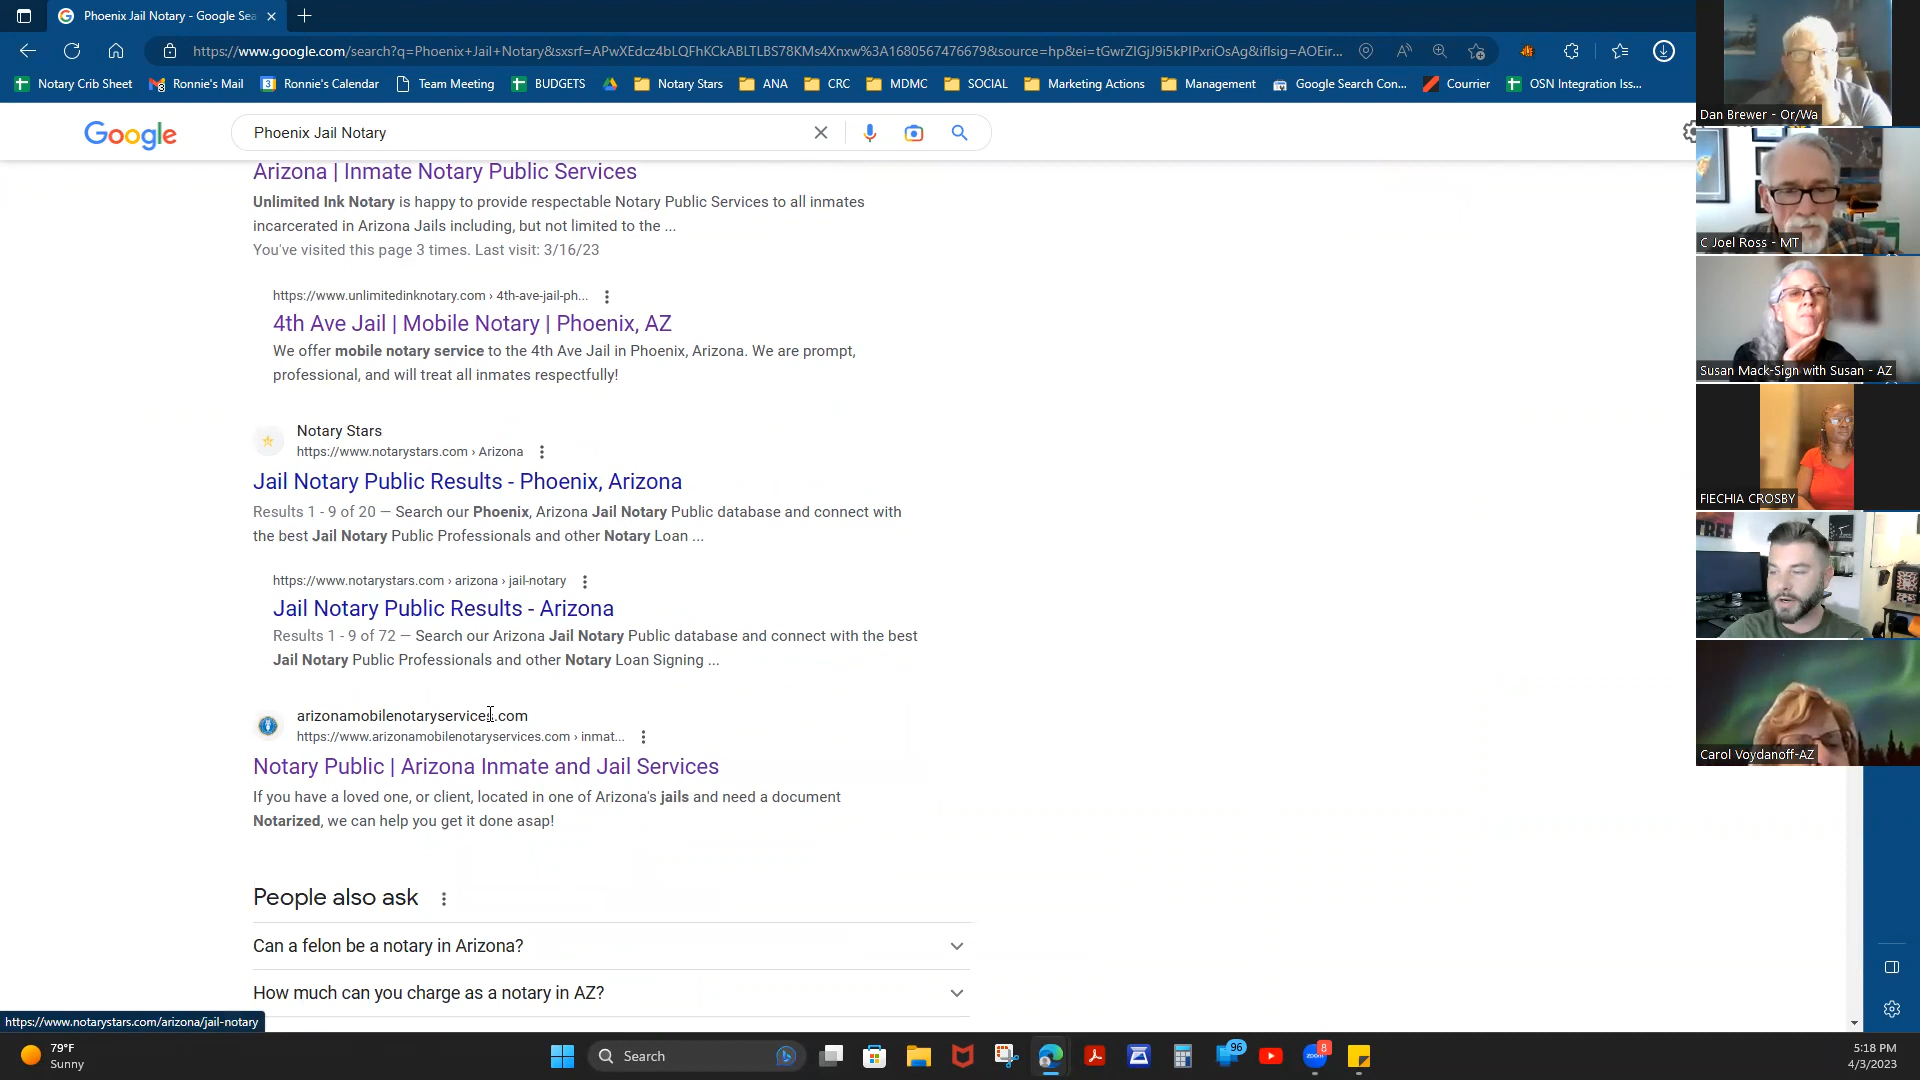 Phoenix Jail Notary - Google Sea
https://www.google.com/search?q=Phoenix+Jail+Notary&sxsrf=APwXEdcz4bLQFhKCkABLTLBS78KMs4Xnxw%3A1680567476679&source=hp&ei=tGwrZIGjJ9i5kPIPxriOsAg&iflsig=AOEir...
Notary Crib Sheet
Ronnie's Mail
Ronnie's Calendar
Team Meeting
BUDGETS
Notary Stars
ANA
CRC
MDMC
SOCIAL
Marketing Actions
Management
Google Search Con...
Courrier
OSN Integration Iss...
Google
Phoenix Jail Notary
Arizona | Inmate Notary Public Services
Unlimited Ink Notary is happy to provide respectable Notary Public Services to all inmates
incarcerated in Arizona Jails including, but not limited to the ...
You've visited this page 3 times. Last visit: 3/16/23
https://www.unlimitedinknotary.com › 4th-ave-jail-ph...
4th Ave Jail | Mobile Notary | Phoenix, AZ
We offer mobile notary service to the 4th Ave Jail in Phoenix, Arizona. We are prompt,
professional, and will treat all inmates respectfully!
Notary Stars
https://www.notarystars.com › Arizona
Jail Notary Public Results - Phoenix, Arizona
Results 1 - 9 of 20 — Search our Phoenix, Arizona Jail Notary Public database and connect with
the best Jail Notary Public Professionals and other Notary Loan ...
https://www.notarystars.com › arizona › jail-notary
Jail Notary Public Results - Arizona
Results 1 - 9 of 72 — Search our Arizona Jail Notary Public database and connect with the best
Jail Notary Public Professionals and other Notary Loan Signing ...
arizonamobilenotaryservices.com
https://www.arizonamobilenotaryservices.com › inmat...
Notary Public | Arizona Inmate and Jail Services
If you have a loved one, or client, located in one of Arizona's jails and need a document
Notarized, we can help you get it done asap!
People also ask
Can a felon be a notary in Arizona?
How much can you charge as a notary in AZ?
https://www.notarystars.com/arizona/jail-notary
Dan Brewer - Or/Wa
C Joel Ross - MT
Susan Mack-Sign with Susan - AZ
FIECHIA CROSBY
Carol Voydanoff-AZ
79°F
Sunny
Search
96
zoom
8
5:18 PM
4/3/2023